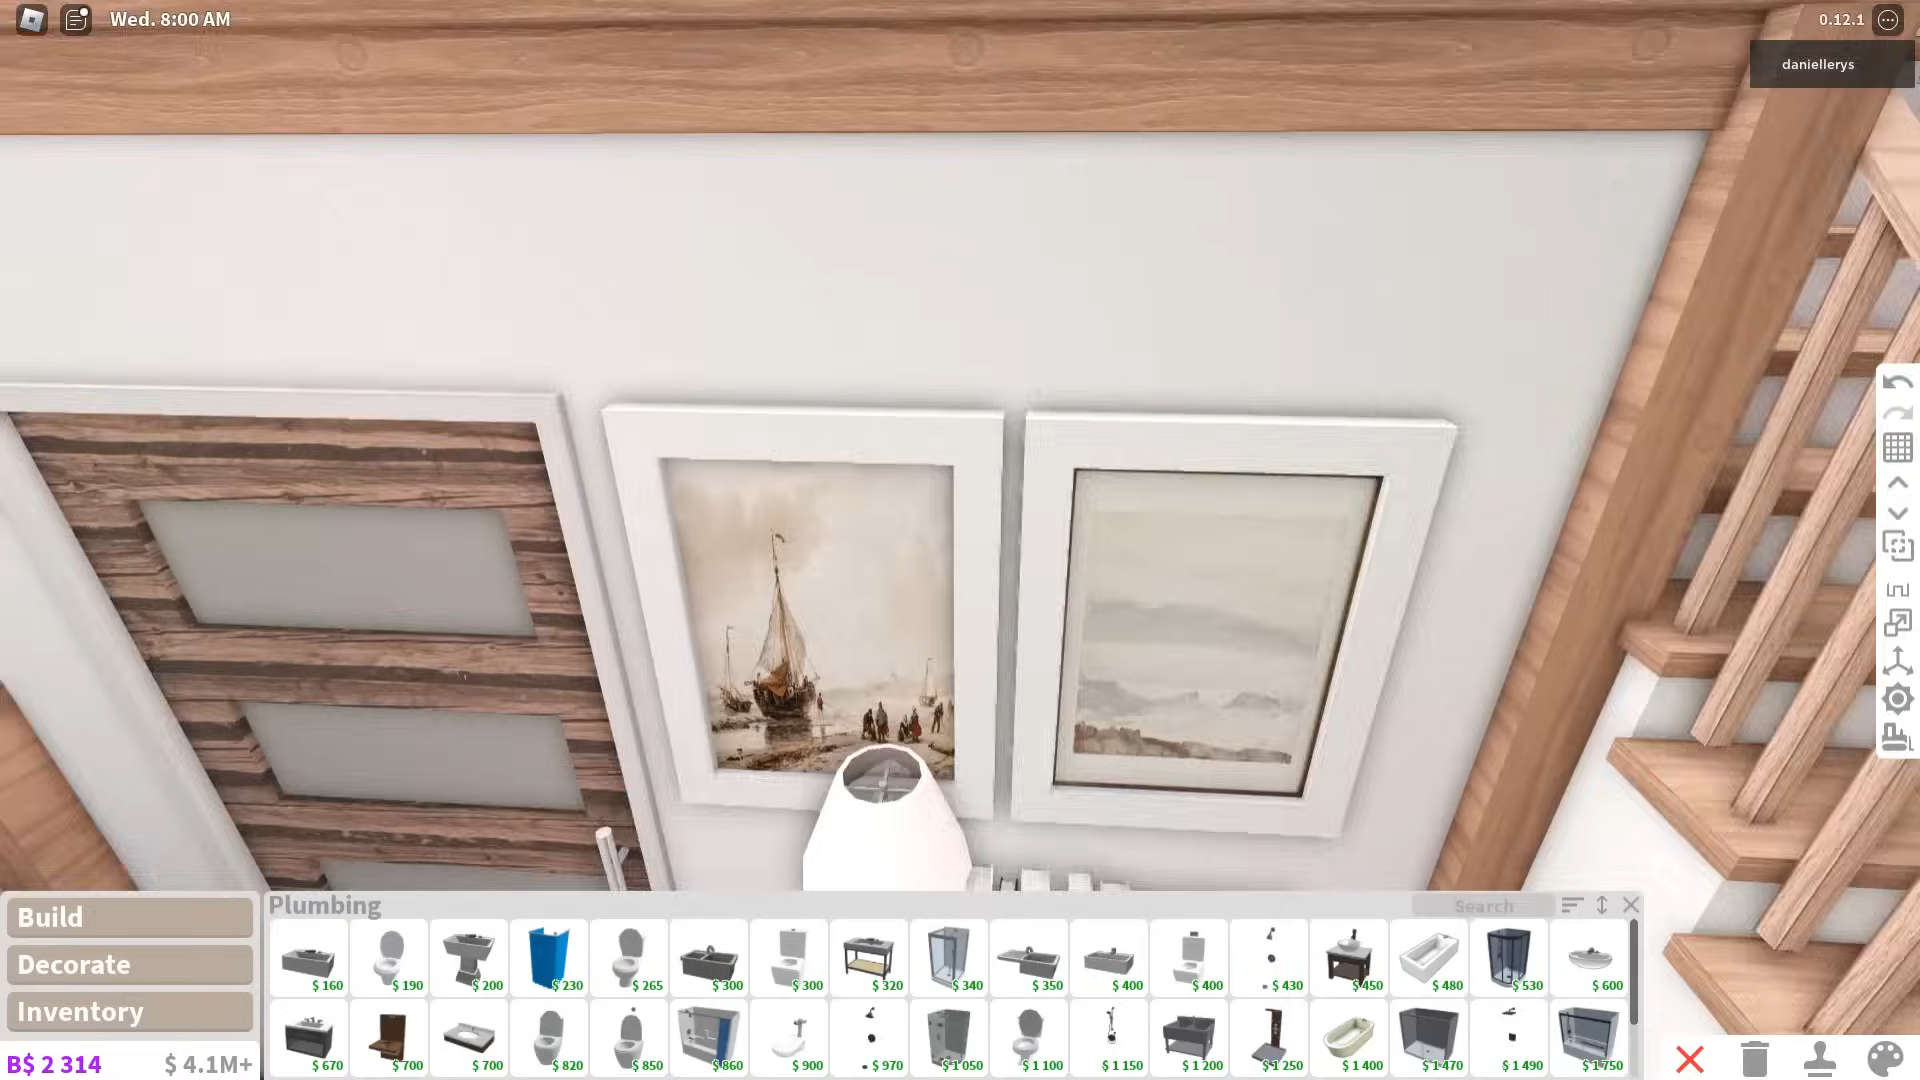 Wed. 8:00 AM
0.12.1
daniellerys
Build
Decorate
Inventory
B$ 2 314
$ 4.1M+
Plumbing
Search
$ 160
$ 190
$ 200
$ 230
$ 265
$ 300
$ 300
$ 320
$ 340
$ 350
$ 400
$ 400
$ 430
$ 450
$ 480
$ 530
$ 600
$ 670
$ 700
$ 700
$ 820
$ 850
$ 860
$ 900
$ 970
$ 1 050
$ 1 100
$ 1 150
$ 1 200
$ 1 250
$ 1 400
$ 1 470
$ 1 490
$ 1 750